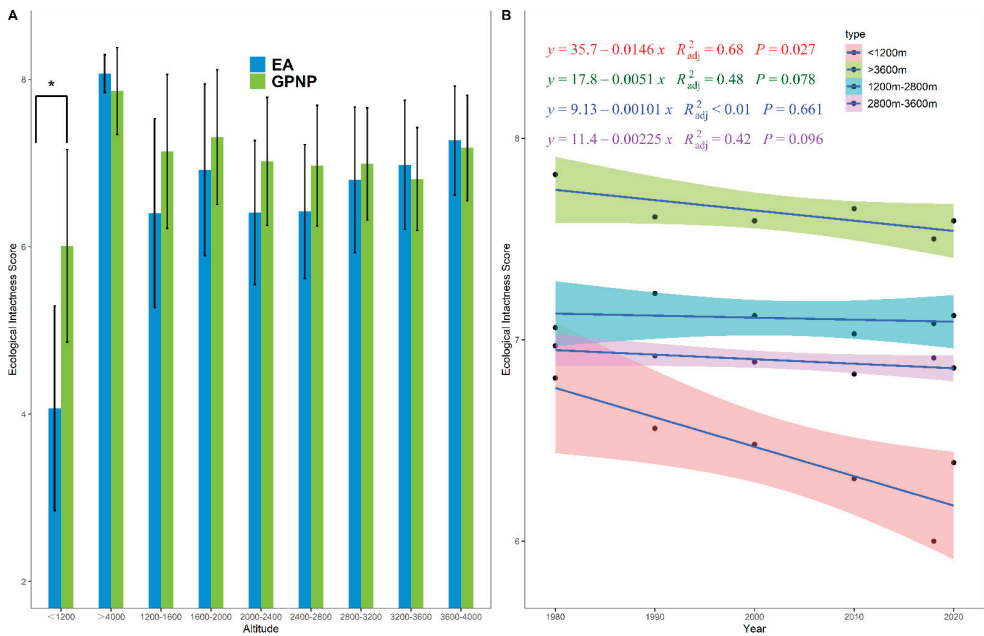 A
Ecological Intactness Score
8
6
4
2
*
EA
GPNP
<1200
>4000
1200-1600
1600-2000
2000-2400
2400-2800
2800-3200
3200-3600
3600-4000
Altitude
B
y = 35.7 – 0.0146 x R²adj = 0.68 P = 0.027
y = 17.8 – 0.0051 x R²adj = 0.48 P = 0.078
y = 9.13 – 0.00101 x R²adj < 0.01 P = 0.661
y = 11.4 – 0.00225 x R²adj = 0.42 P = 0.096
type
<1200m
>3600m
1200m-2800m
2800m-3600m
Ecological Intactness Score
8
7
6
1980
1990
2000
2010
2020
Year